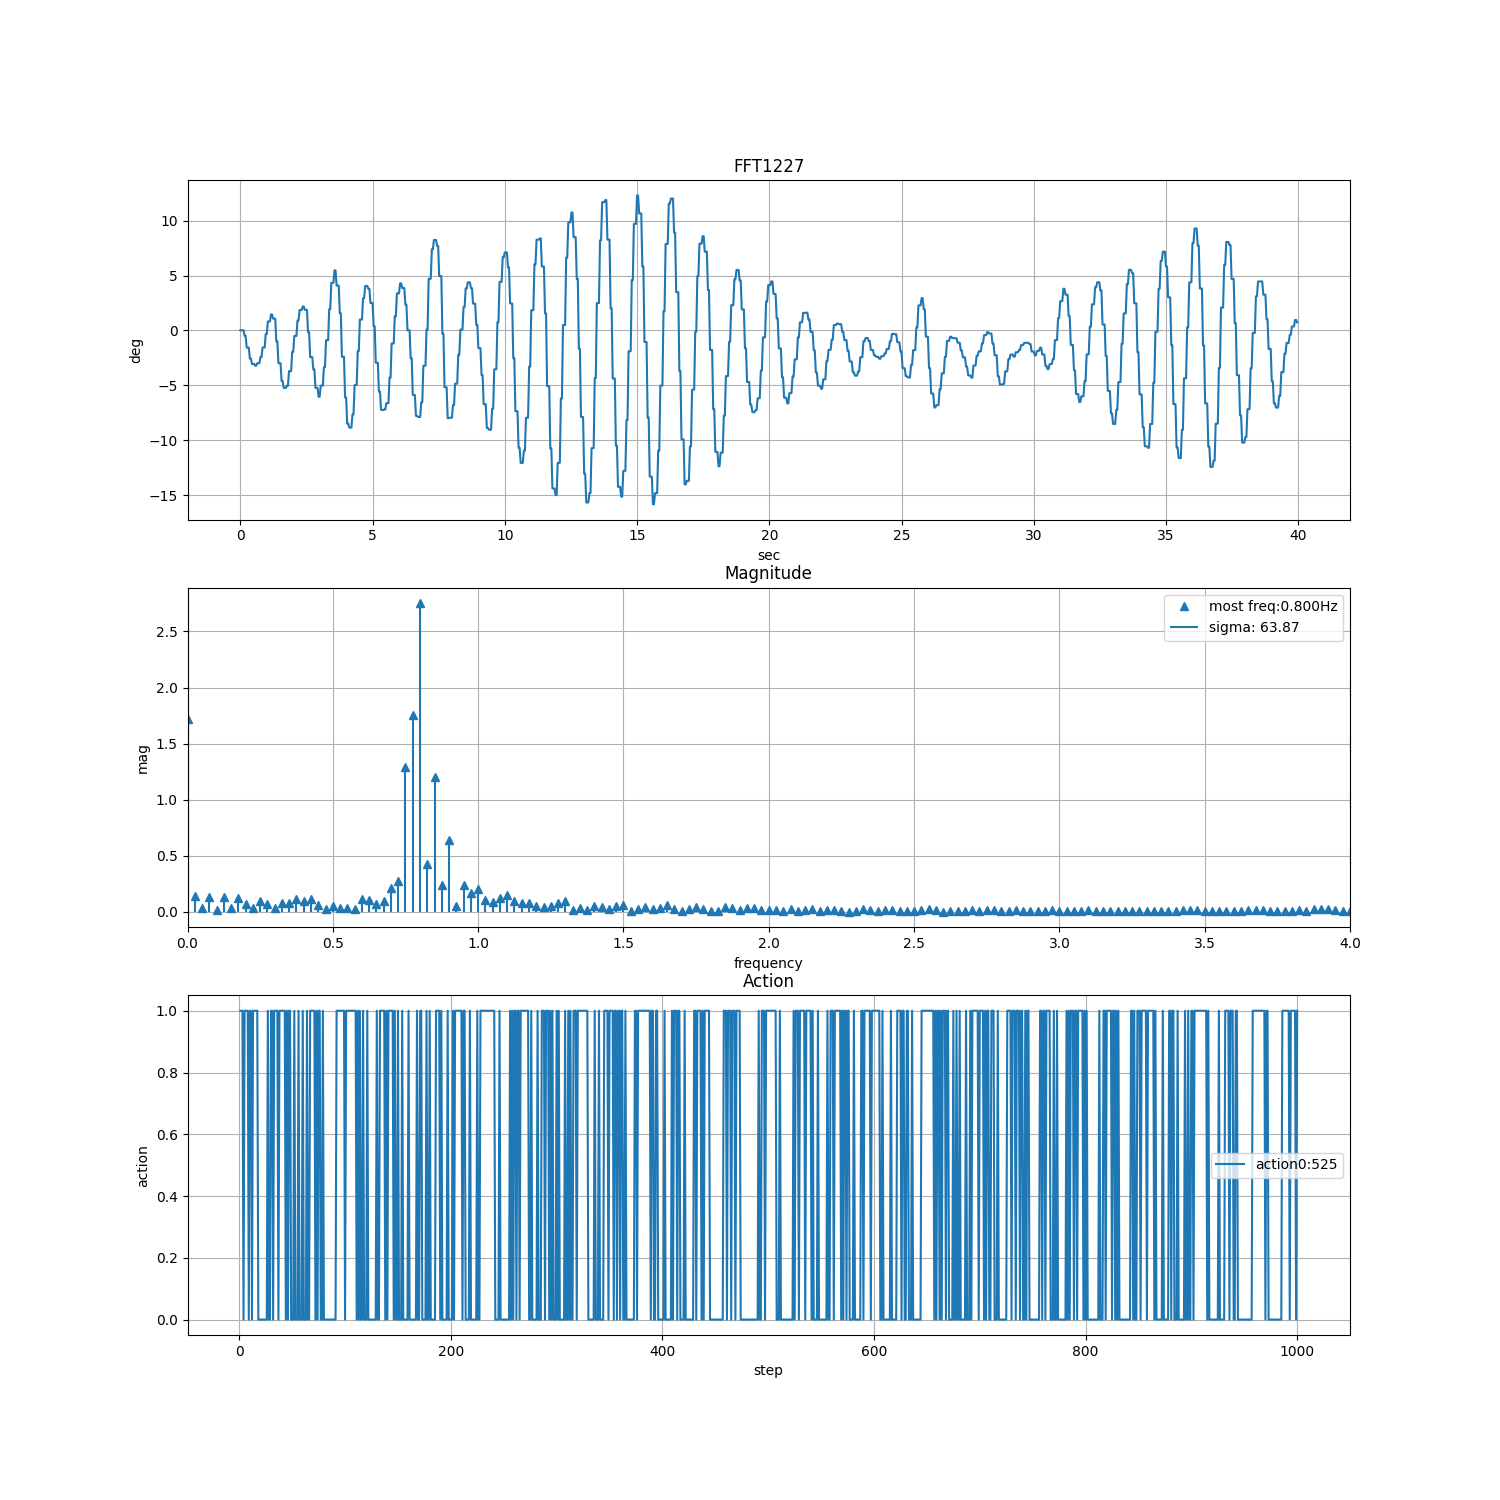 FFT1227
10
5
0
−5
−10
−15
deg
0 5 10 15 20 25 30 35 40
sec
Magnitude
most freq:0.800Hz
sigma: 63.87
2.5
2.0
1.5
1.0
0.5
0.0
mag
0.0 0.5 1.0 1.5 2.0 2.5 3.0 3.5 4.0
frequency
Action
1.0
0.8
0.6
0.4
0.2
0.0
action
action0:525
0 200 400 600 800 1000
step